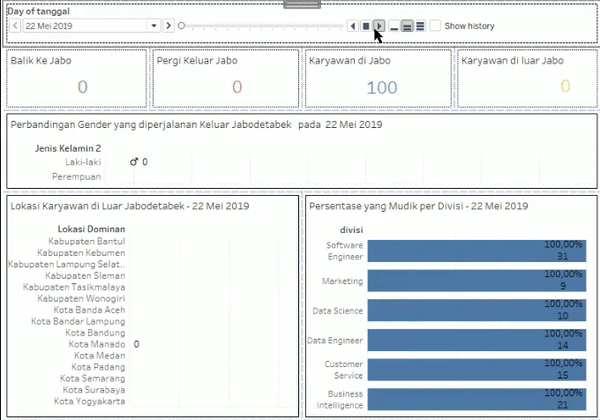 Day of tanggal
22 Mei 2019
Show history
Balik Ke Jabo
0
Pergi Keluar Jabo
0
Karyawan di Jabo
100
Karyawan di luar Jabo
0
Perbandingan Gender yang diperjalanan Keluar Jabodetabek pada 22 Mei 2019
Jenis Kelamin 2
Laki-laki
0
Perempuan
Lokasi Karyawan di Luar Jabodetabek - 22 Mei 2019
Lokasi Dominan
Kabupaten Bantul
Kabupaten Kebumen
Kabupaten Lampung Selat..
Kabupaten Sleman
Kabupaten Tasikmalaya
Kabupaten Wonogiri
Kota Banda Aceh
Kota Bandar Lampung
Kota Bandung
Kota Manado
0
Kota Medan
Kota Padang
Kota Semarang
Kota Surabaya
Kota Yogyakarta
Persentase yang Mudik per Divisi - 22 Mei 2019
divisi
Software
Engineer
100,00%
31
Marketing
100,00%
9
Data Science
100,00%
10
Data Engineer
100,00%
14
Customer
Service
100,00%
15
Business
Intelligence
100,00%
21